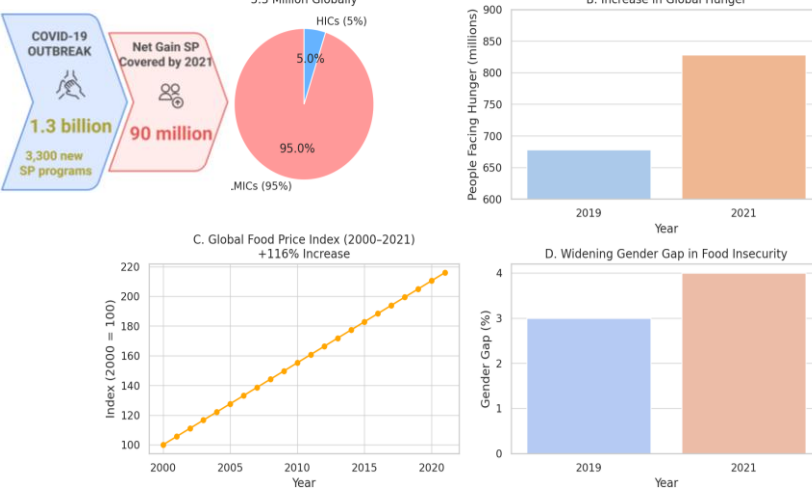 COVID-19
OUTBREAK
1.3 billion
3,300 new
SP programs
Net Gain SP
Covered by 2021
90 million
5.5 Million Globally
HICs (5%)
5.0%
95.0%
.MICs (95%)
B. Increase in Global Hunger
People Facing Hunger (millions)
900
850
800
750
700
650
600
2019
2021
Year
C. Global Food Price Index (2000–2021)
+116% Increase
Index (2000 = 100)
220
200
180
160
140
120
100
2000
2005
2010
2015
2020
Year
D. Widening Gender Gap in Food Insecurity
Gender Gap (%)
4
3
2
1
0
2019
2021
Year